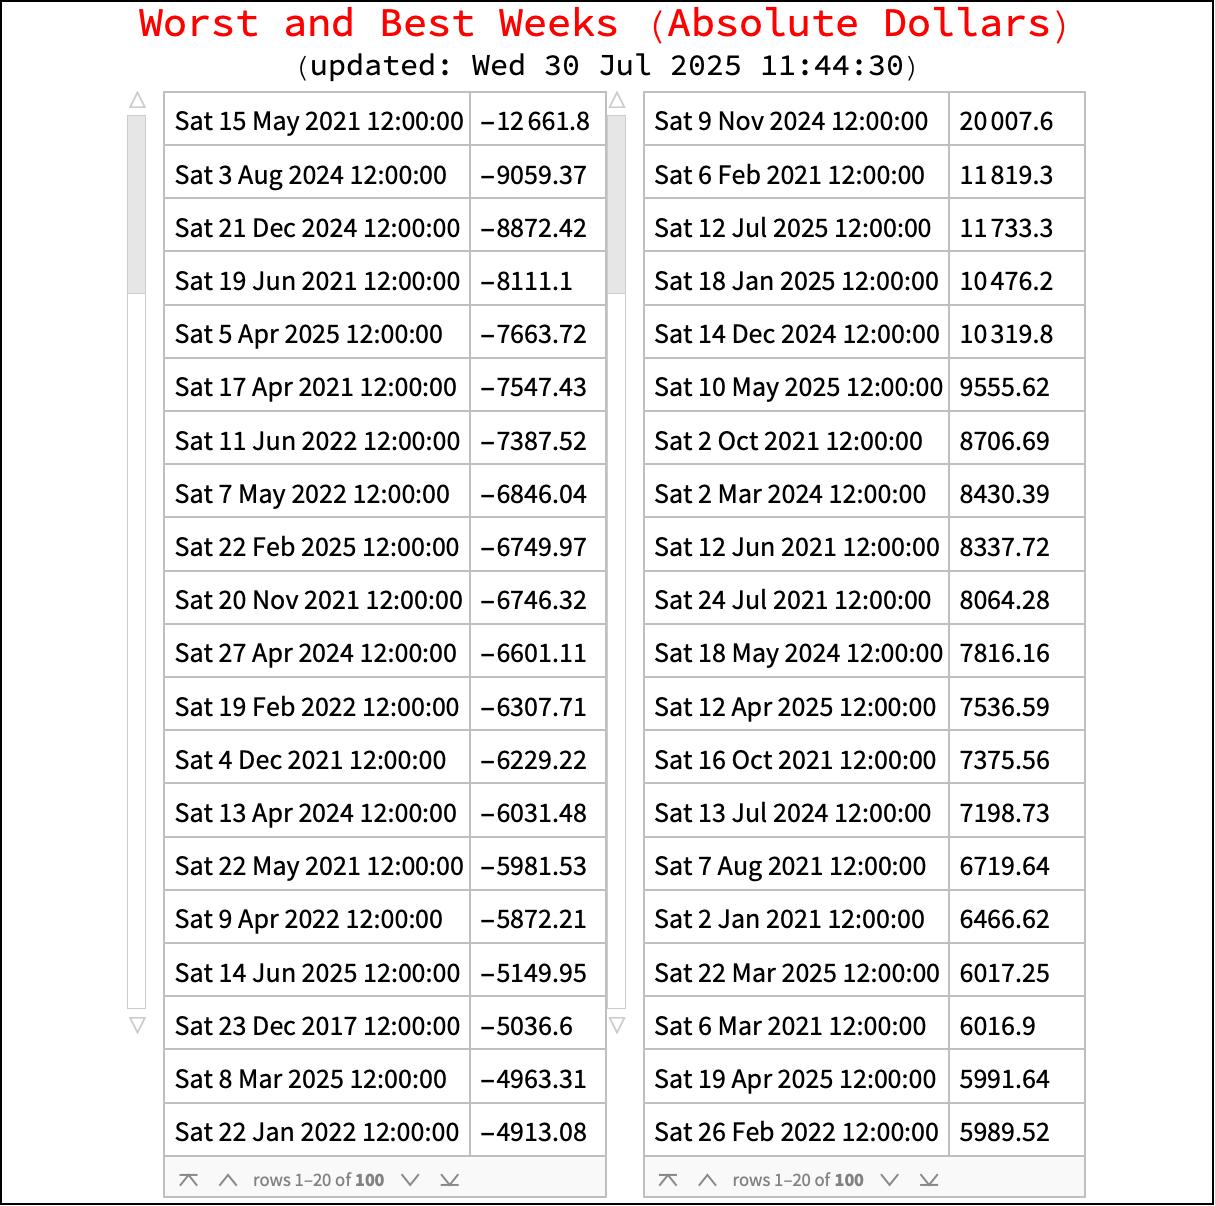 Worst and Best Weeks (Absolute Dollars)
(updated: Wed 30 Jul 2025 11:44:30)
Sat 15 May 2021 12:00:00 −12 661.8 Sat 9 Nov 2024 12:00:00 20 007.6
Sat 3 Aug 2024 12:00:00 −9059.37 Sat 6 Feb 2021 12:00:00 11 819.3
Sat 21 Dec 2024 12:00:00 −8872.42 Sat 12 Jul 2025 12:00:00 11 733.3
Sat 19 Jun 2021 12:00:00 −8111.1 Sat 18 Jan 2025 12:00:00 10 476.2
Sat 5 Apr 2025 12:00:00 −7663.72 Sat 14 Dec 2024 12:00:00 10 319.8
Sat 17 Apr 2021 12:00:00 −7547.43 Sat 10 May 2025 12:00:00 9555.62
Sat 11 Jun 2022 12:00:00 −7387.52 Sat 2 Oct 2021 12:00:00 8706.69
Sat 7 May 2022 12:00:00 −6846.04 Sat 2 Mar 2024 12:00:00 8430.39
Sat 22 Feb 2025 12:00:00 −6749.97 Sat 12 Jun 2021 12:00:00 8337.72
Sat 20 Nov 2021 12:00:00 −6746.32 Sat 24 Jul 2021 12:00:00 8064.28
Sat 27 Apr 2024 12:00:00 −6601.11 Sat 18 May 2024 12:00:00 7816.16
Sat 19 Feb 2022 12:00:00 −6307.71 Sat 12 Apr 2025 12:00:00 7536.59
Sat 4 Dec 2021 12:00:00 −6229.22 Sat 16 Oct 2021 12:00:00 7375.56
Sat 13 Apr 2024 12:00:00 −6031.48 Sat 13 Jul 2024 12:00:00 7198.73
Sat 22 May 2021 12:00:00 −5981.53 Sat 7 Aug 2021 12:00:00 6719.64
Sat 9 Apr 2022 12:00:00 −5872.21 Sat 2 Jan 2021 12:00:00 6466.62
Sat 14 Jun 2025 12:00:00 −5149.95 Sat 22 Mar 2025 12:00:00 6017.25
Sat 23 Dec 2017 12:00:00 −5036.6 Sat 6 Mar 2021 12:00:00 6016.9
Sat 8 Mar 2025 12:00:00 −4963.31 Sat 19 Apr 2025 12:00:00 5991.64
Sat 22 Jan 2022 12:00:00 −4913.08 Sat 26 Feb 2022 12:00:00 5989.52
rows 1–20 of 100 rows 1–20 of 100